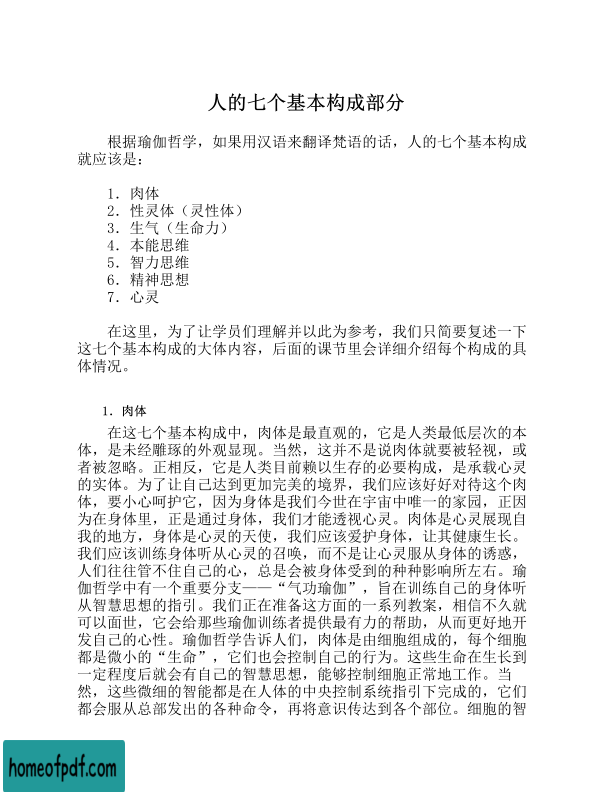 人的七个基本构成部分
根据瑜伽哲学，如果用汉语来翻译梵语的话，人的七个基本构成
就应该是：
1．肉体
2．性灵体（灵性体）
3．生气（生命力）
4．本能思维
5．智力思维
6．精神思想
7．心灵
在这里，为了让学员们理解并以此为参考，我们只简要复述一下
这七个基本构成的大体内容，后面的课节里会详细介绍每个构成的具
体情况。
1．肉体
在这七个基本构成中，肉体是最直观的，它是人类最低层次的本
体，是未经雕琢的外观显现。当然，这并不是说肉体就要被轻视，或
者被忽略。正相反，它是人类目前赖以生存的必要构成，是承载心灵
的实体。为了让自己达到更加完美的境界，我们应该好好对待这个肉
体，要小心呵护它，因为身体是我们今世在宇宙中唯一的家园，正因
为在身体里，正是通过身体，我们才能透视心灵。肉体是心灵展现自
我的地方，身体是心灵的天使，我们应该爱护身体，让其健康生长。
我们应该训练身体听从心灵的召唤，而不是让心灵服从身体的诱惑，
人们往往管不住自己的心，总是会被身体受到的种种影响所左右。瑜
伽哲学中有一个重要分支——“气功瑜伽”，旨在训练自己的身体听
从智慧思想的指引。我们正在准备这方面的一系列教案，相信不久就
可以面世，它会给那些瑜伽训练者提供最有力的帮助，从而更好地开
发自己的心性。瑜伽哲学告诉人们，肉体是由细胞组成的，每个细胞
都是微小的“生命”，它们也会控制自己的行为。这些生命在生长到
一定程度后就会有自己的智慧思想，能够控制细胞正常地工作。当
然，这些微细的智能都是在人体的中央控制系统指引下完成的，它们
都会服从总部发出的各种命令，再将意识传达到各个部位。细胞的智
homeofpdf.com